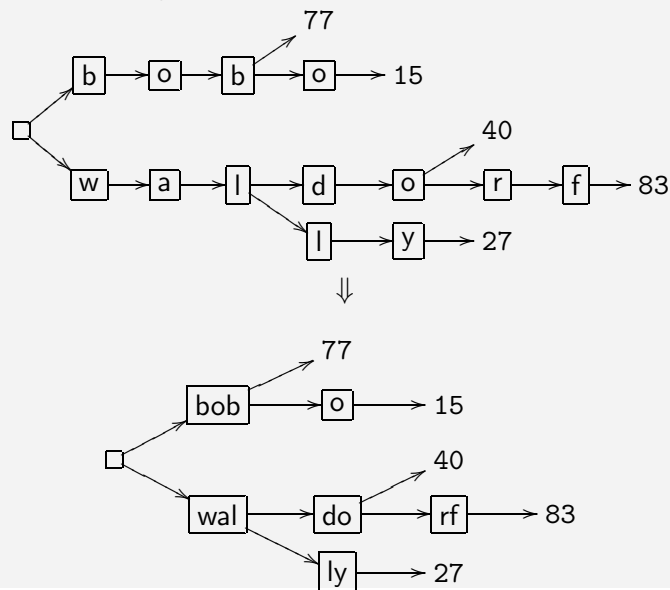 77
b o b o 15
40
w a l d o r f 83
l y 27
⇓
77
bob o 15
40
wal do rf 83
ly 27